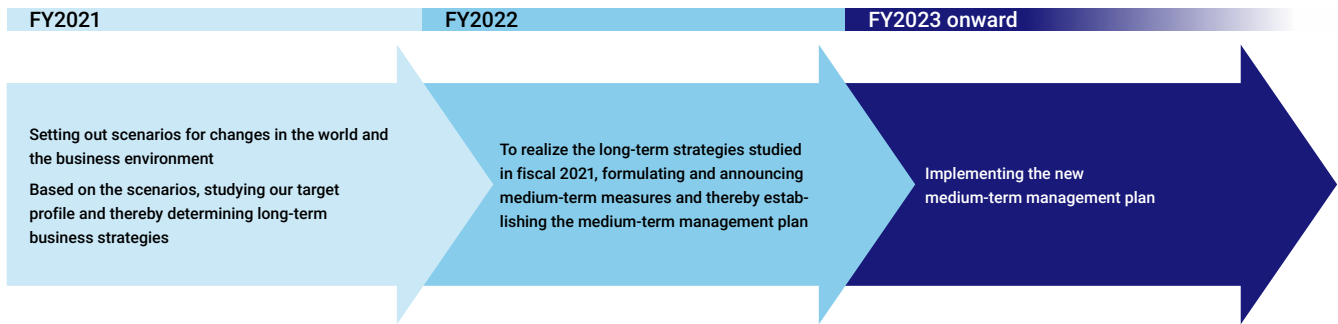 FY2021
FY2022
FY2023 onward
Setting out scenarios for changes in the world and
the business environment
Based on the scenarios, studying our target
profile and thereby determining long-term
business strategies
To realize the long-term strategies studied
in fiscal 2021, formulating and announcing
medium-term measures and thereby estab-
lishing the medium-term management plan
Implementing the new
medium-term management plan